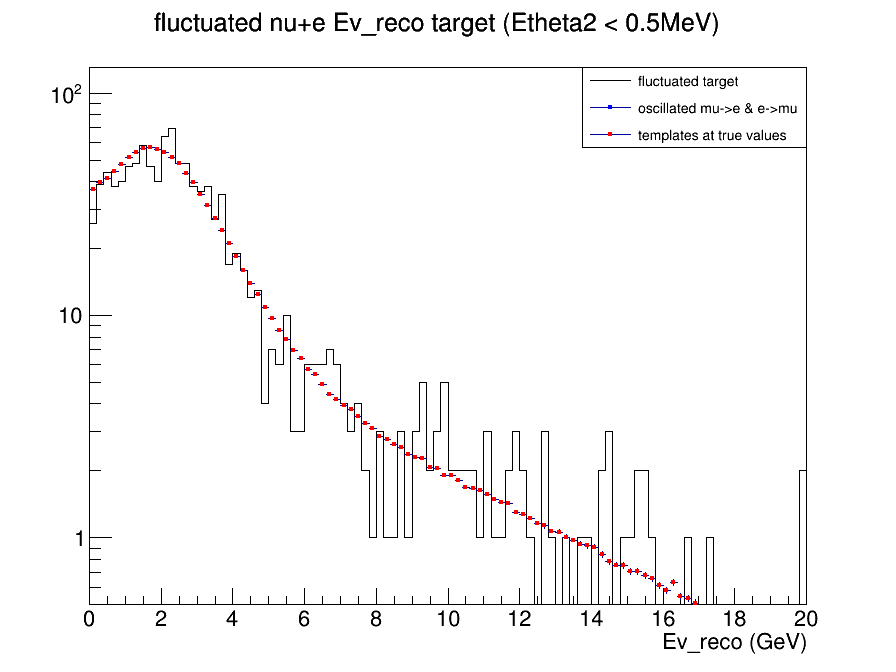 fluctuated nu+e Ev_reco target (Etheta2 < 0.5MeV)
fluctuated target
oscillated mu->e & e->mu
templates at true values
10²
10
1
0 2 4 6 8 10 12 14 16 18 20
Ev_reco (GeV)